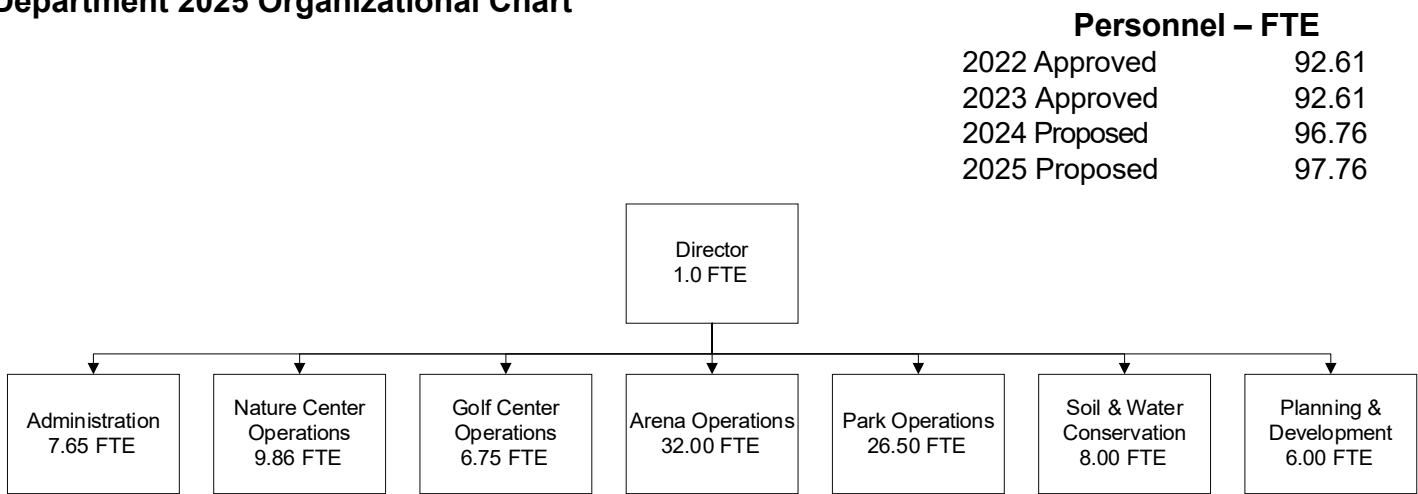 Department 2025 Organizational Chart
Personnel – FTE
2022 Approved 92.61
2023 Approved 92.61
2024 Proposed 96.76
2025 Proposed 97.76
Director
1.0 FTE
Administration
7.65 FTE
Nature Center
Operations
9.86 FTE
Golf Center
Operations
6.75 FTE
Arena Operations
32.00 FTE
Park Operations
26.50 FTE
Soil & Water
Conservation
8.00 FTE
Planning &
Development
6.00 FTE